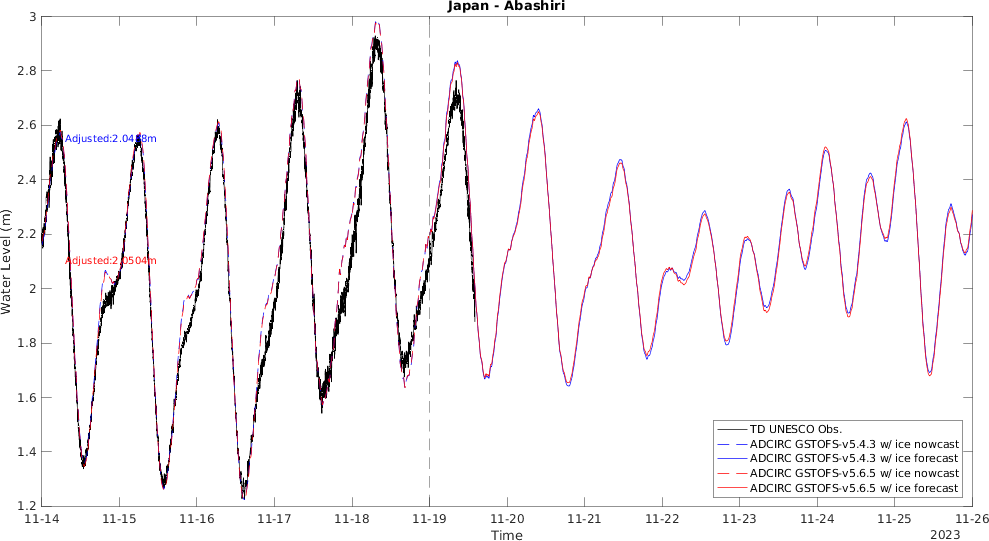 Japan - Abashiri
3
2.8
2.6
2.4
2.2
2
1.8
1.6
1.4
1.2
Water Level (m)
Adjusted:2.0504m
TD UNESCO Obs.
ADCIRC GSTOFS-v5.4.3 w/ ice nowcast
ADCIRC GSTOFS-v5.4.3 w/ ice forecast
ADCIRC GSTOFS-v5.6.5 w/ ice nowcast
ADCIRC GSTOFS-v5.6.5 w/ ice forecast
11-14 11-15 11-16 11-17 11-18 11-19 11-20 11-21 11-22 11-23 11-24 11-25 11-26
Time
2023